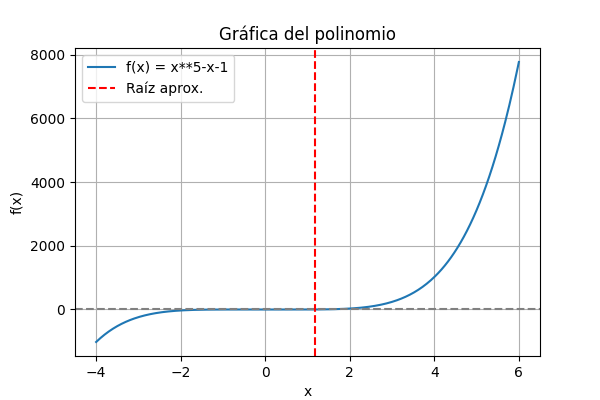 Gráfica del polinomio
f(x) = x**5-x-1
Raíz aprox.
8000
6000
4000
2000
0
f(x)
−4
−2
0
2
4
6
x